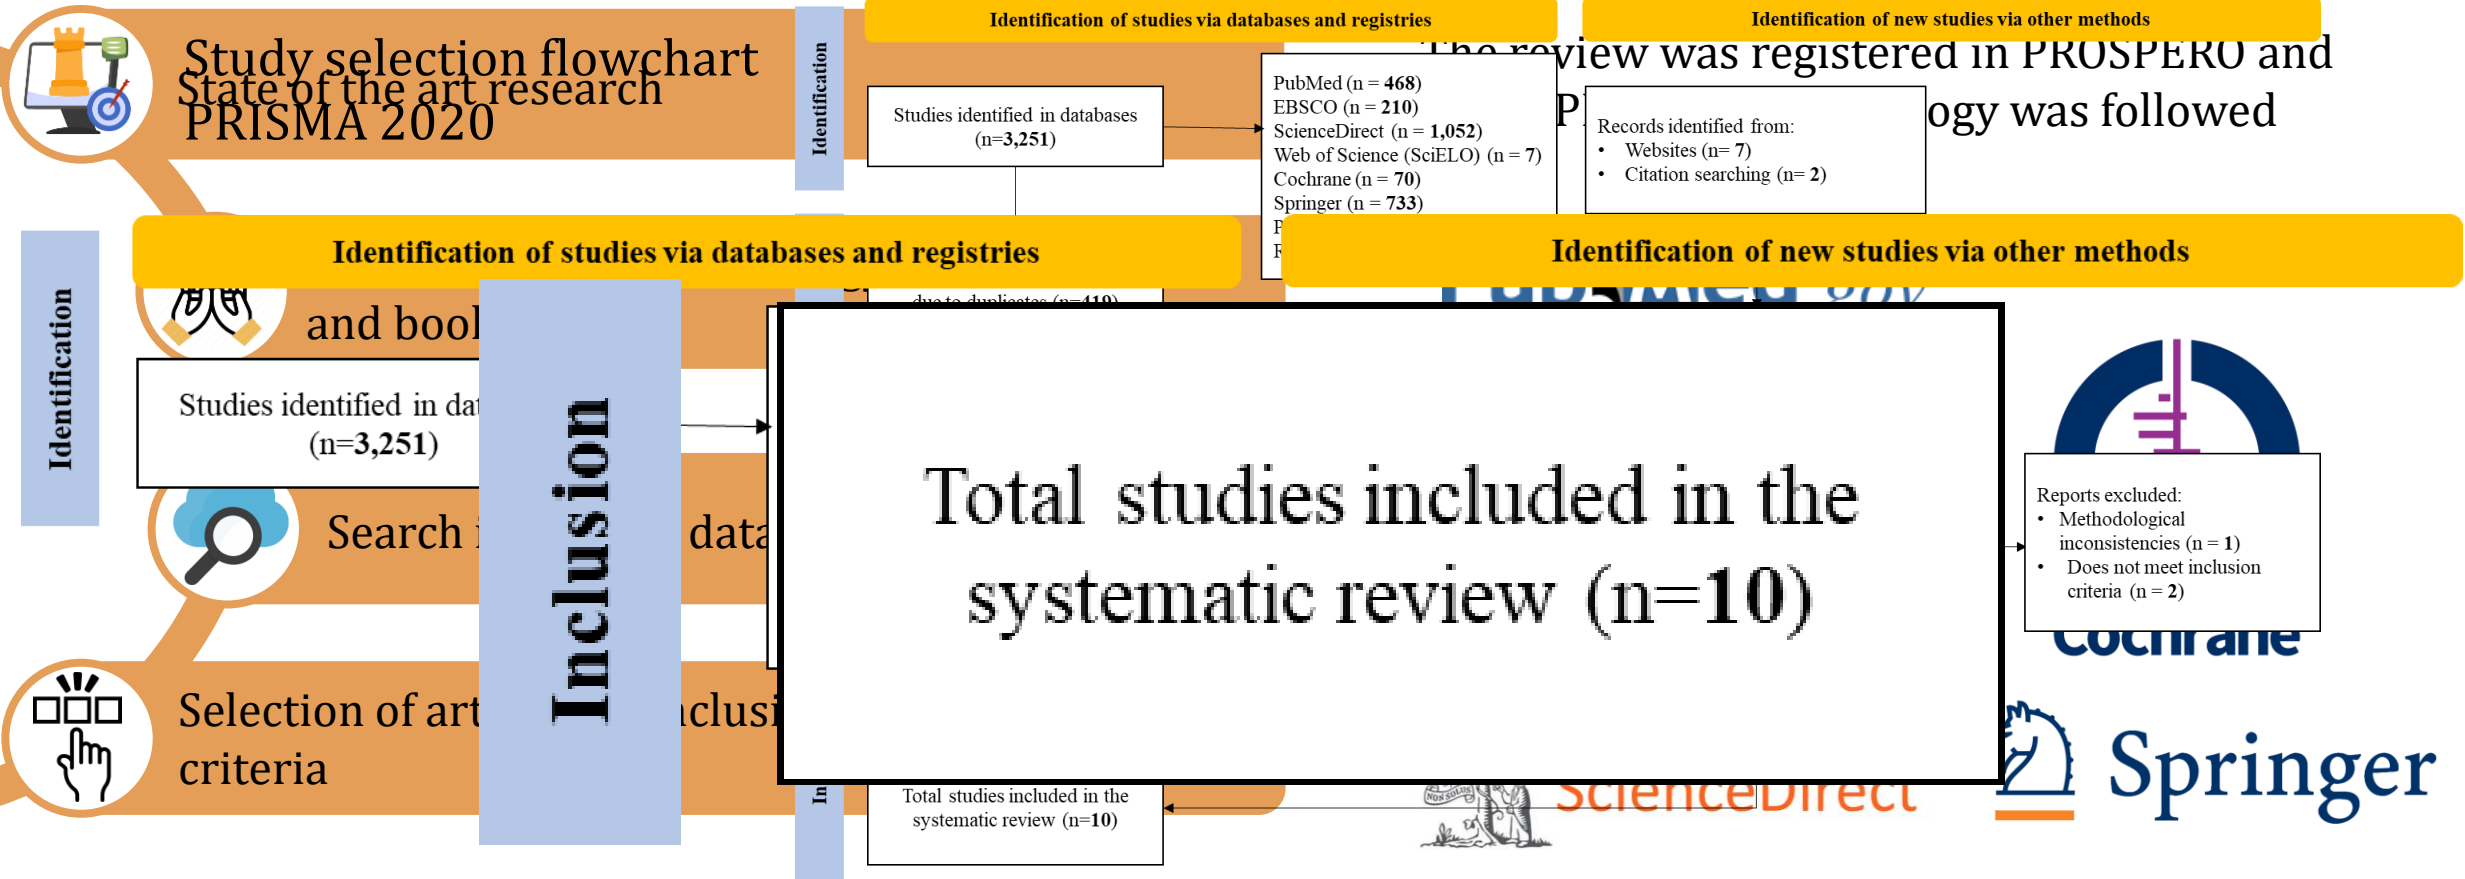 Identification of studies via databases and registries
Identification of new studies via other methods
Study selection flowchart
State of the art research
PRISMA 2020
Identification
Studies identified in databases
(n=3,251)
PubMed (n = 468)
EBSCO (n = 210)
ScienceDirect (n = 1,052)
Web of Science (SciELO) (n = 7)
Cochrane (n = 70)
Springer (n = 733)
The review was registered in PROSPERO and
was followed
Records identified from:
• Websites (n= 7)
• Citation searching (n= 2)
Identification of studies via databases and registries
Identification of new studies via other methods
due to duplicates (n=419)
Identification
and
Studies identified in
(n=3,251)
Search
Inclusion
Total studies included in the
systematic review (n=10)
Reports excluded:
• Methodological
inconsistencies (n = 1)
• Does not meet inclusion
criteria (n = 2)
Cochrane
Selection of
criteria
Total studies included in the
systematic review (n=10)
NON SOLUS
ScienceDirect
Springer